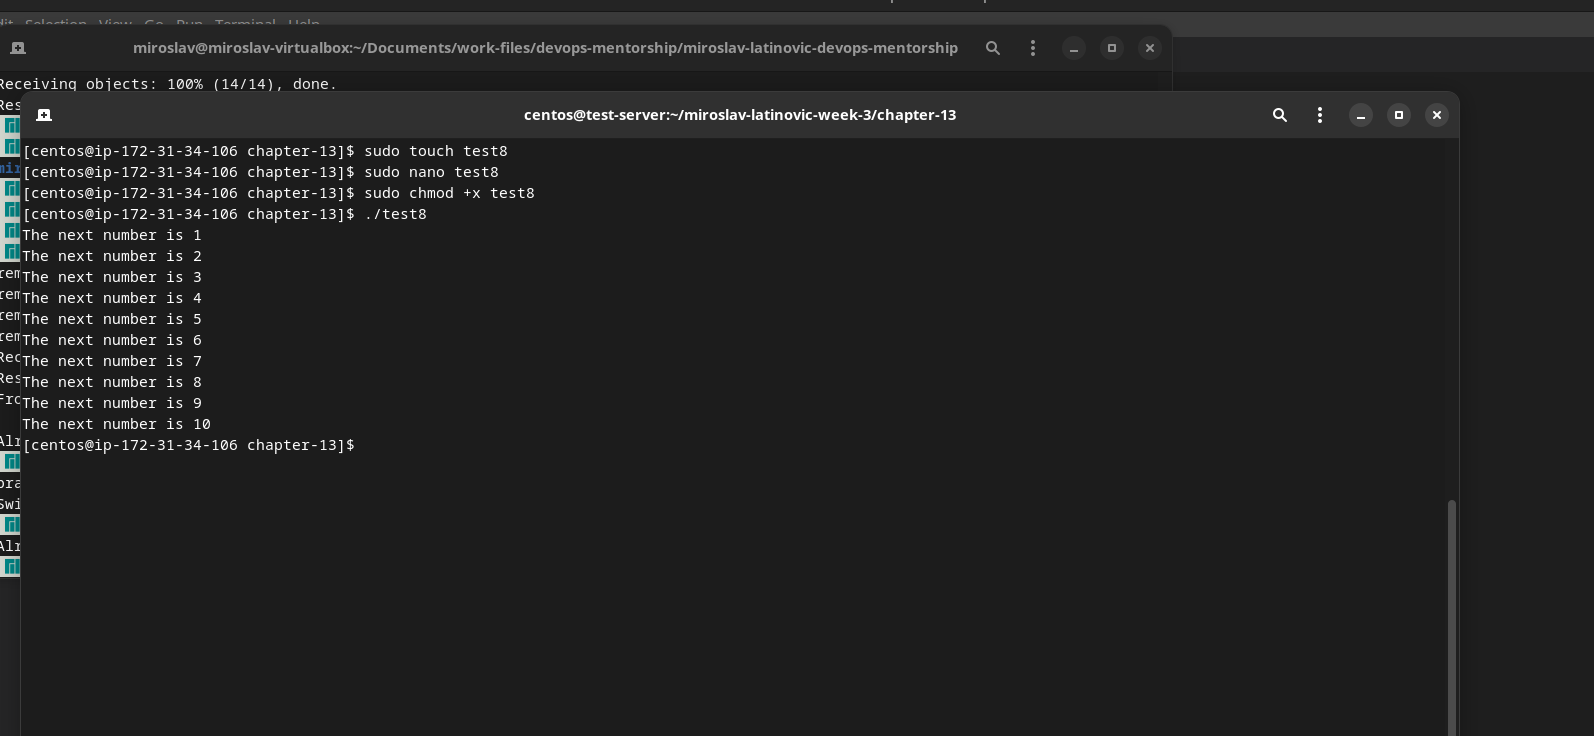 Selection View Go Run Terminal Help
miroslav@miroslav-virtualbox:~/Documents/work-files/devops-mentorship/miroslav-latinovic-devops-mentorship
Receiving objects: 100% (14/14), done.
centos@test-server:~/miroslav-latinovic-week-3/chapter-13
[centos@ip-172-31-34-106 chapter-13]$ sudo touch test8
[centos@ip-172-31-34-106 chapter-13]$ sudo nano test8
[centos@ip-172-31-34-106 chapter-13]$ sudo chmod +x test8
[centos@ip-172-31-34-106 chapter-13]$ ./test8
The next number is 1
The next number is 2
The next number is 3
The next number is 4
The next number is 5
The next number is 6
The next number is 7
The next number is 8
The next number is 9
The next number is 10
[centos@ip-172-31-34-106 chapter-13]$